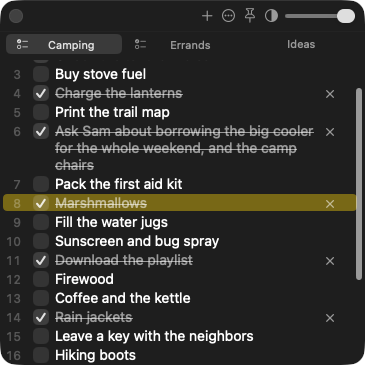 Camping
Errands
Ideas
3 Buy stove fuel
4 Charge the lanterns
5 Print the trail map
6 Ask Sam about borrowing the big cooler
for the whole weekend, and the camp
chairs
7 Pack the first aid kit
8 Marshmallows
9 Fill the water jugs
10 Sunscreen and bug spray
11 Download the playlist
12 Firewood
13 Coffee and the kettle
14 Rain jackets
15 Leave a key with the neighbors
16 Hiking boots